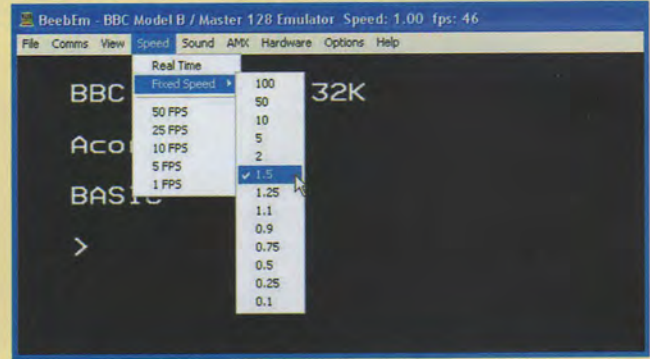 BeebEm - BBC Model B / Master 128 Emulator Speed: 1.00 fps: 46
File Comms View Speed Sound AMX Hardware Options Help
Real Time
Fixed Speed
50 FPS
25 FPS
10 FPS
5 FPS
1 FPS
100
50
10
5
2
1.5
1.25
1.1
0.9
0.75
0.5
0.25
0.1
BBC 32K
Aco
BASIC
>